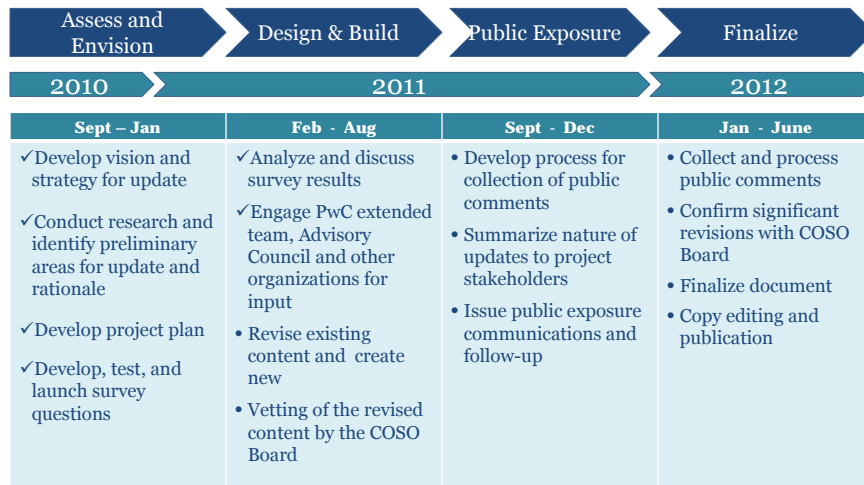 Assess and
Envision
Design & Build
Public Exposure
Finalize
2010
2011
2012
Sept – Jan
Feb - Aug
Sept - Dec
Jan - June
✓Develop vision and
strategy for update
✓Conduct research and
identify preliminary
areas for update and
rationale
✓Develop project plan
✓Develop, test, and
launch survey
questions
✓Analyze and discuss
survey results
✓Engage PwC extended
team, Advisory
Council and other
organizations for
input
• Revise existing
content and create
new
• Vetting of the revised
content by the COSO
Board
• Develop process for
collection of public
comments
• Summarize nature of
updates to project
stakeholders
• Issue public exposure
communications and
follow-up
• Collect and process
public comments
• Confirm significant
revisions with COSO
Board
• Finalize document
• Copy editing and
publication